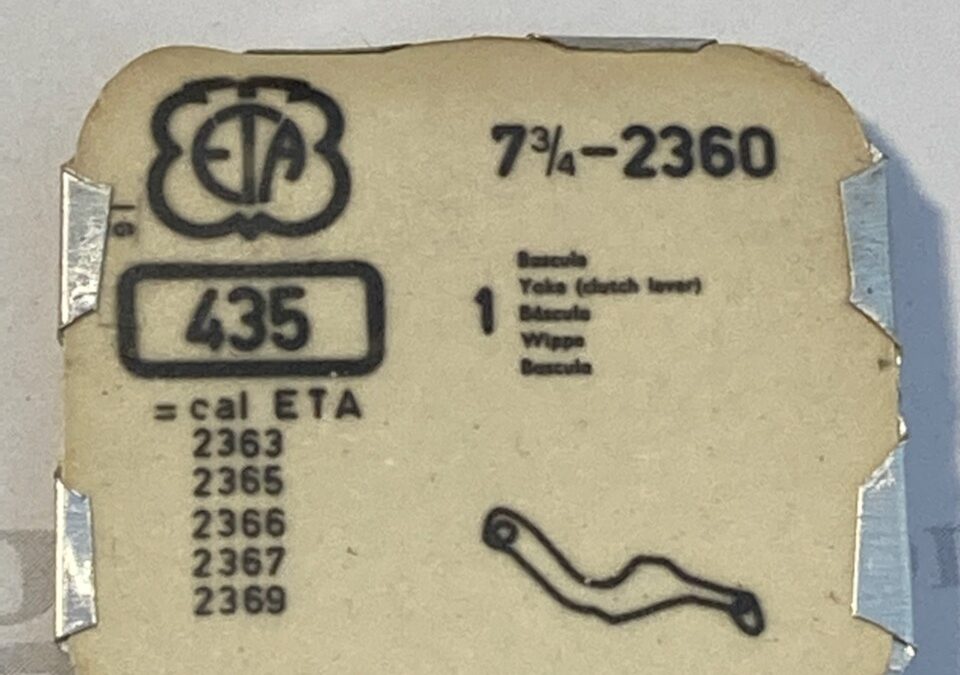 ETA
7¾-2360
435
1
Bascule
Yoke (clutch lever)
Báscula
Wippe
Bascula
= cal ETA
2363
2365
2366
2367
2369